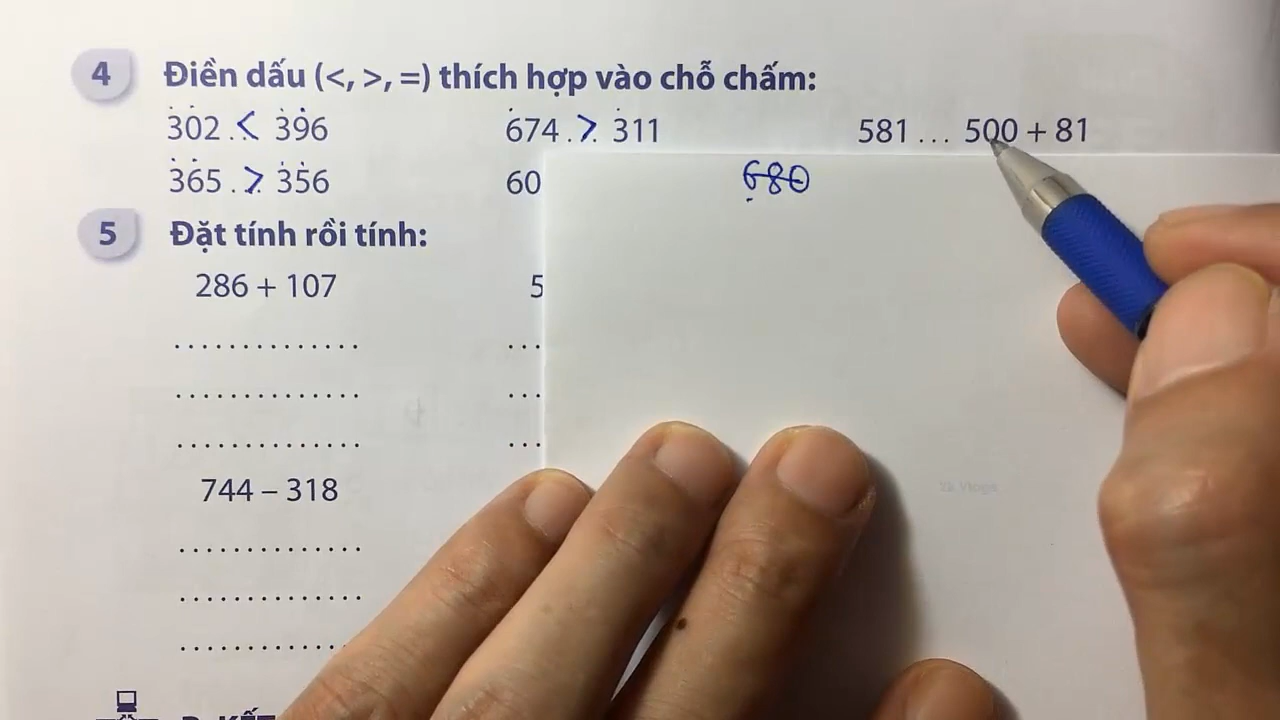 4 Điền dấu (<, >, =) thích hợp vào chỗ chấm:
302 .< 396 674 .>. 311 581 ... 500 + 81
365 .>. 356 60 680
5 Đặt tính rồi tính:
286 + 107 5
..............  ...
..............  ...
..............  ...
744 – 318
..............
..............
..............
KẾT